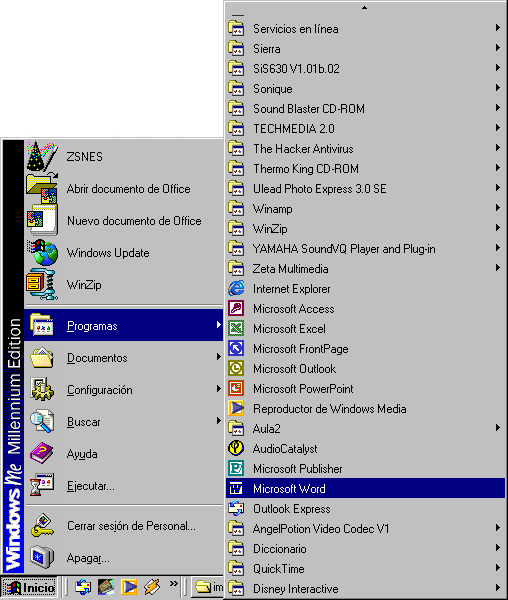 ZSNES
Abrir documento de Office
Nuevo documento de Office
Windows Update
WinZip
Programas
Documentos
Configuración
Buscar
Ayuda
Ejecutar...
Cerrar sesión de Personal...
Apagar...
Windows Me Millennium Edition
Inicio
im
Servicios en línea
Sierra
SiS630 V1.01b.02
Sonique
Sound Blaster CD-ROM
TECHMEDIA 2.0
The Hacker Antivirus
Thermo King CD-ROM
Ulead Photo Express 3.0 SE
Winamp
WinZip
YAMAHA SoundVQ Player and Plug-in
Zeta Multimedia
Internet Explorer
Microsoft Access
Microsoft Excel
Microsoft FrontPage
Microsoft Outlook
Microsoft PowerPoint
Reproductor de Windows Media
Aula2
AudioCatalyst
Microsoft Publisher
Microsoft Word
Outlook Express
AngelPotion Video Codec V1
Diccionario
QuickTime
Disney Interactive